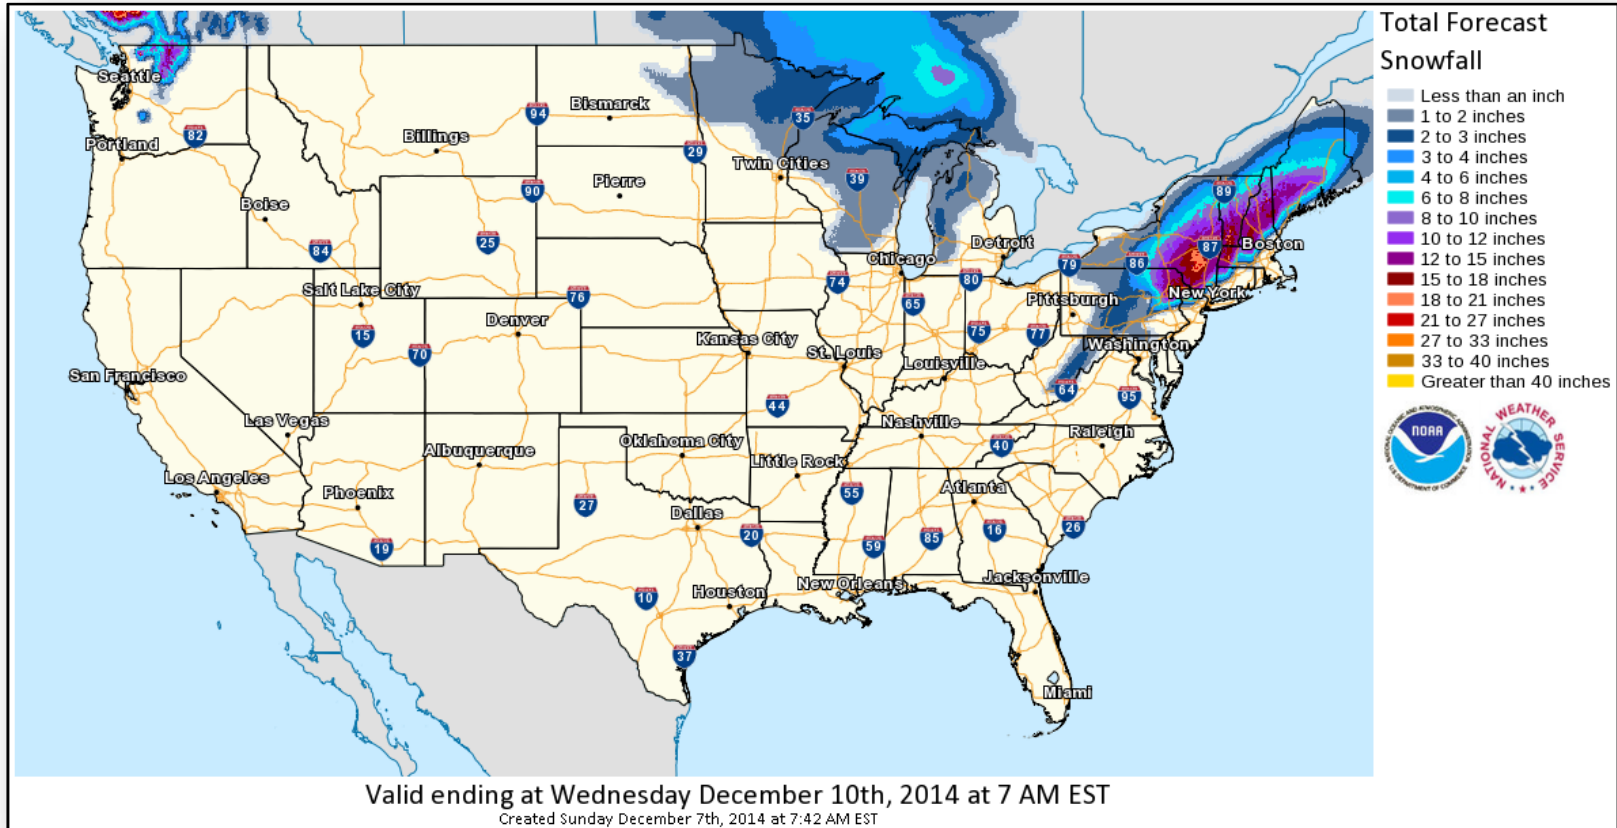 Total Forecast
Snowfall
Less than an inch
1 to 2 inches
2 to 3 inches
3 to 4 inches
4 to 6 inches
6 to 8 inches
8 to 10 inches
10 to 12 inches
12 to 15 inches
15 to 18 inches
18 to 21 inches
21 to 27 inches
27 to 33 inches
33 to 40 inches
Greater than 40 inches
NOAA
NATIONAL OCEANIC AND ATMOSPHERIC ADMINISTRATION
U.S. DEPARTMENT OF COMMERCE
NATIONAL WEATHER SERVICE
Seattle
82
Portland
Boise
84
Billings
94
Bismarck
29
90
Pierre
25
Twin Cities
35
39
Salt Lake City
15
70
Denver
76
Chicago
74
65
Detroit
80
79
86
89
87
Boston
New York
Pittsburgh
75
77
Washington
Kansas City
St. Louis
Louisville
64
95
San Francisco
Las Vegas
Los Angeles
Phoenix
19
Albuquerque
Oklahoma City
44
Little Rock
Nashville
40
Raleigh
27
Dallas
20
55
59
85
Atlanta
16
26
10
Houston
37
New Orleans
Jacksonville
Miami
Valid ending at Wednesday December 10th, 2014 at 7 AM EST
Created Sunday December 7th, 2014 at 7:42 AM EST